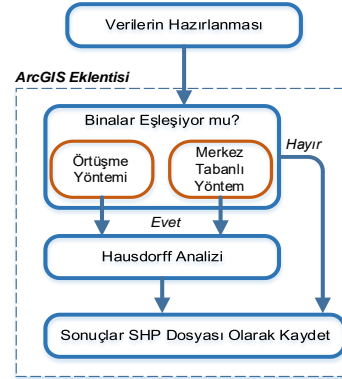 Verilerin Hazırlanması
ArcGIS Eklentisi
Binalar Eşleşiyor mu?
Örtüşme
Yöntemi
Merkez
Tabanlı
Yöntem
Hayır
Evet
Hausdorff Analizi
Sonuçlar SHP Dosyası Olarak Kaydet